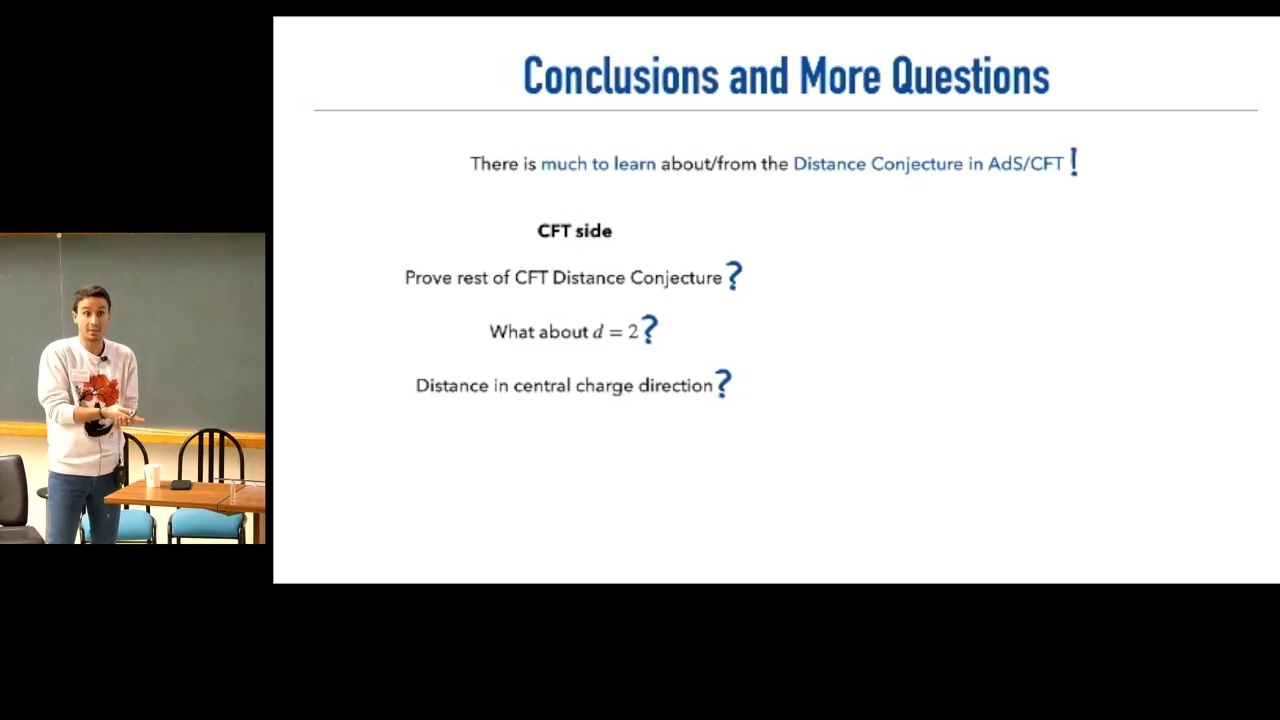 Conclusions and More Questions
There is much to learn about/from the Distance Conjecture in AdS/CFT!
CFT side
Prove rest of CFT Distance Conjecture?
What about d = 2?
Distance in central charge direction?